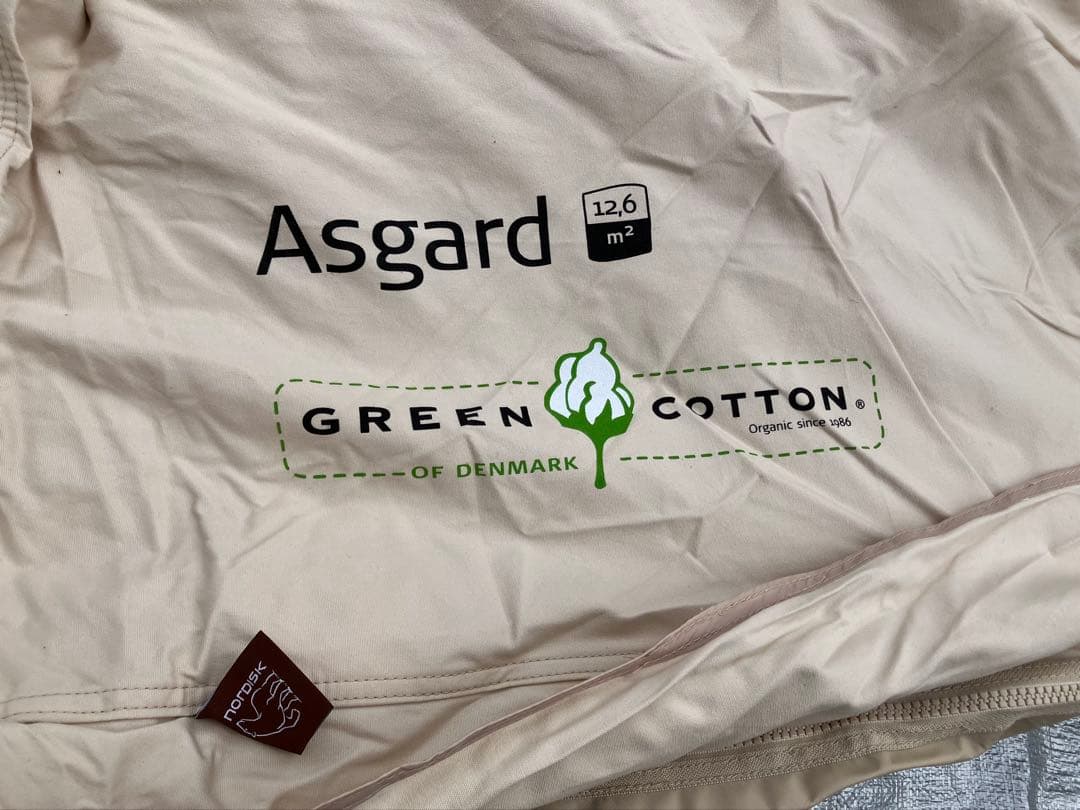 Asgard
12,6
m²
GREEN COTTON®
Organic since 1986
OF DENMARK
NORDISK